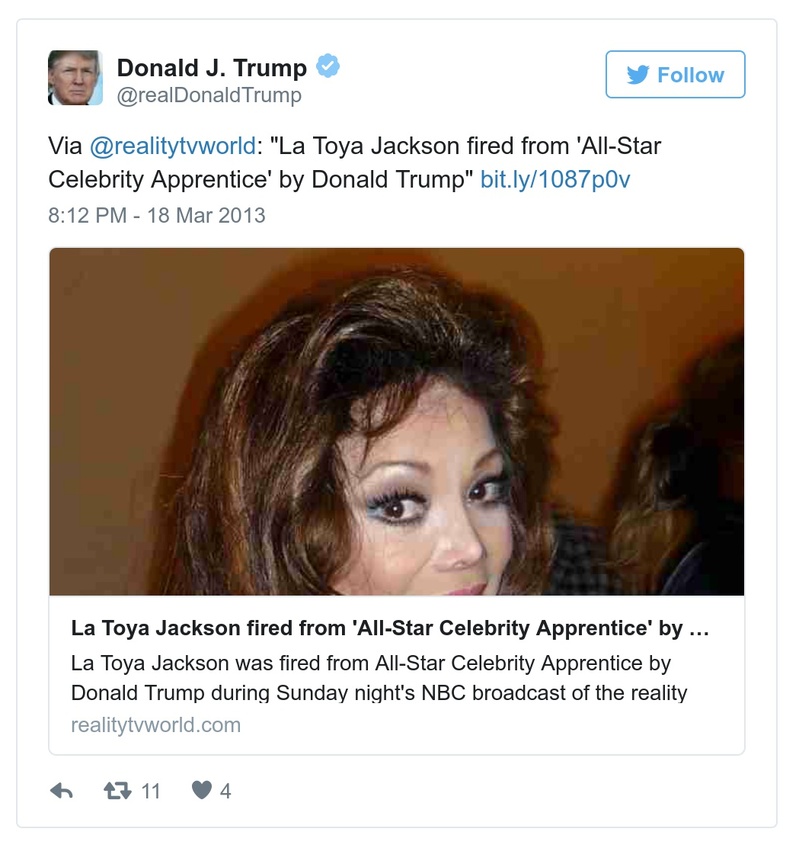 Donald J. Trump
@realDonaldTrump
Follow
Via @realitytvworld: "La Toya Jackson fired from 'All-Star
Celebrity Apprentice' by Donald Trump" bit.ly/1087p0v
8:12 PM - 18 Mar 2013
La Toya Jackson fired from 'All-Star Celebrity Apprentice' by …
La Toya Jackson was fired from All-Star Celebrity Apprentice by
Donald Trump during Sunday night's NBC broadcast of the reality
realitytvworld.com
11
4